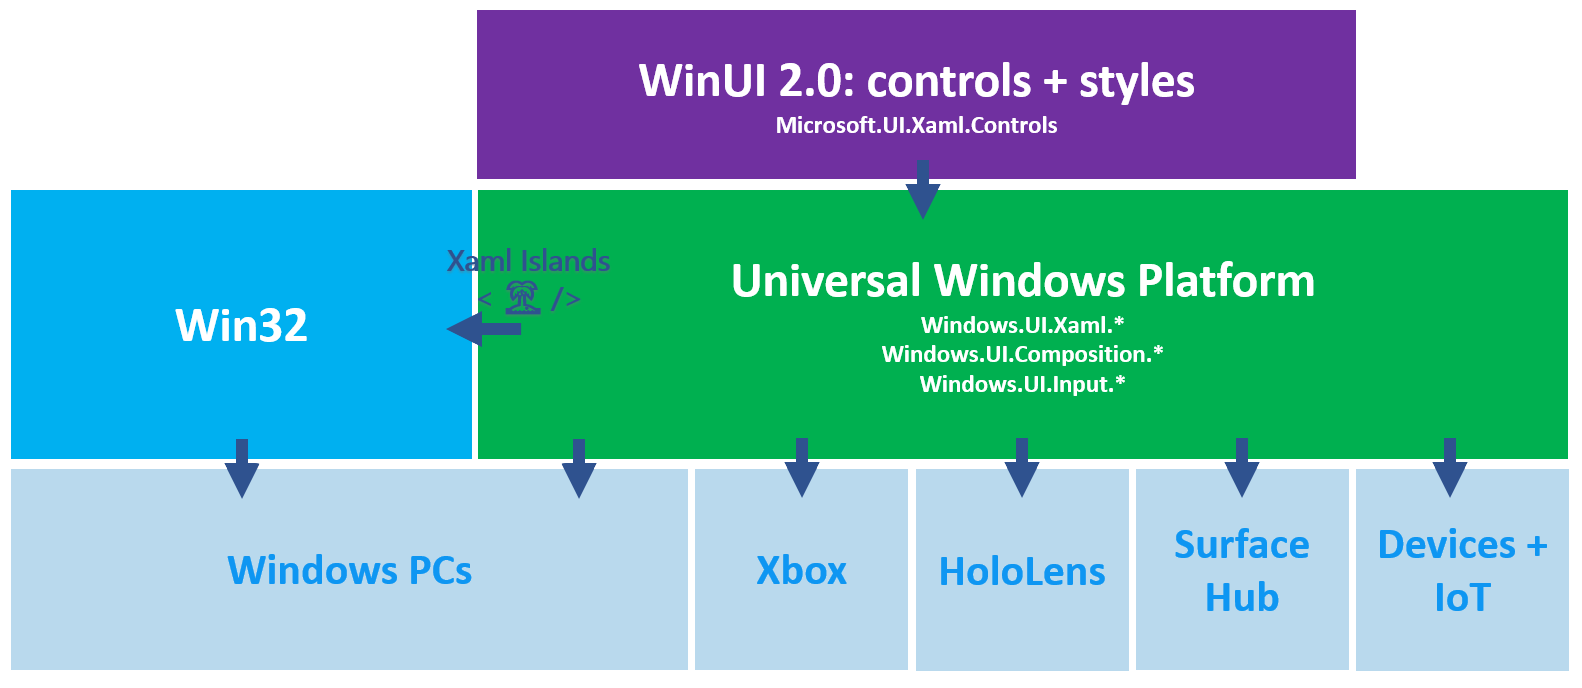 WinUI 2.0: controls + styles
Microsoft.UI.Xaml.Controls
Xaml Islands
< />
Win32
Universal Windows Platform
Windows.UI.Xaml.*
Windows.UI.Composition.*
Windows.UI.Input.*
Windows PCs
Xbox
HoloLens
Surface
Hub
Devices +
IoT